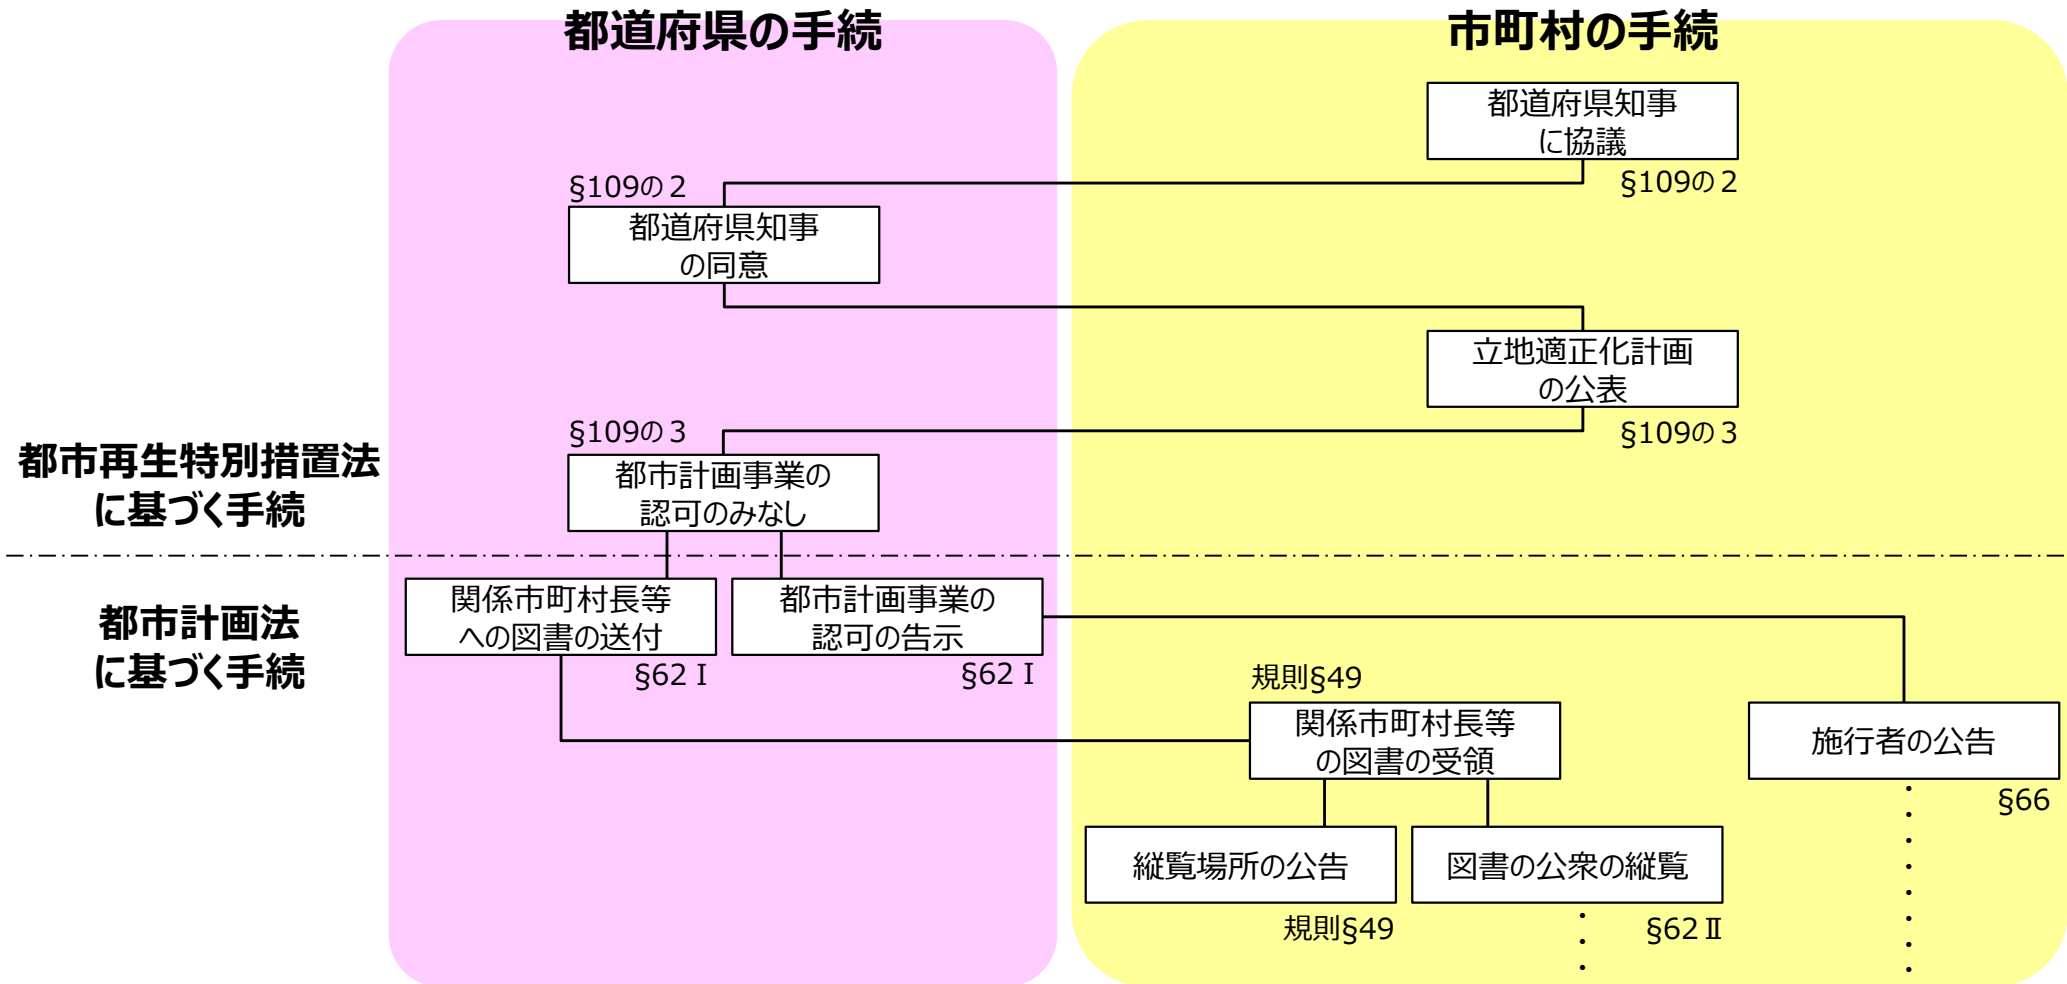 都道府県の手続
市町村の手続
都道府県知事
に協議
§109の２
§109の２
都道府県知事
の同意
立地適正化計画
の公表
§109の３
§109の３
都市再生特別措置法
に基づく手続
都市計画事業の
認可のみなし
都市計画法
に基づく手続
関係市町村長等
への図書の送付
§62Ⅰ
都市計画事業の
認可の告示
§62Ⅰ
規則§49
関係市町村長等
の図書の受領
施行者の公告
§66
縦覧場所の公告
規則§49
図書の公衆の縦覧
§62Ⅱ